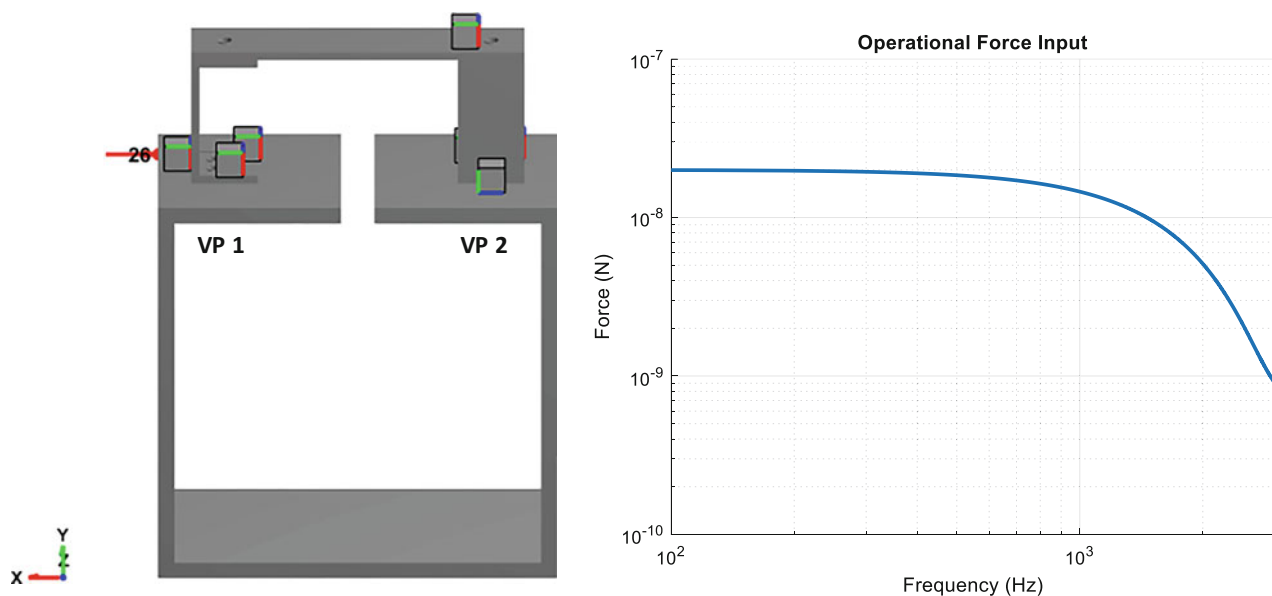 26
VP 1
VP 2
Y
Z
X
Operational Force Input
Force (N)
10^-7
10^-8
10^-9
10^-10
10^2
10^3
Frequency (Hz)